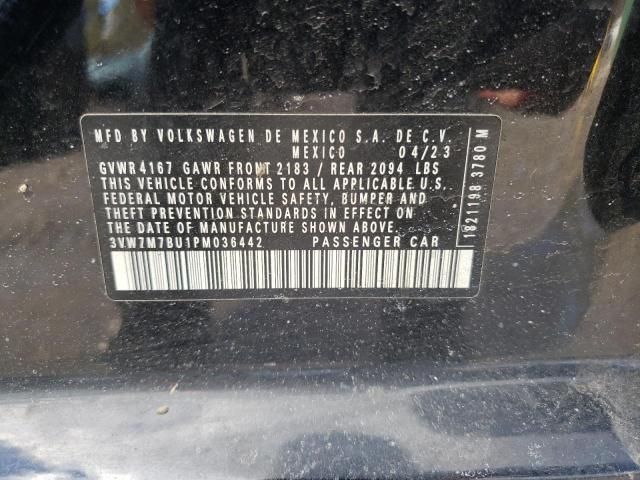 MFD BY VOLKSWAGEN DE MEXICO S.A. DE C.V.
MEXICO 04/23
GVWR 4167 GAWR FRONT 2183 / REAR 2094 LBS
THIS VEHICLE CONFORMS TO ALL APPLICABLE U.S.
FEDERAL MOTOR VEHICLE SAFETY, BUMPER AND
THEFT PREVENTION STANDARDS IN EFFECT ON THE
DATE OF MANUFACTURE SHOWN ABOVE.
3VW7M7BU1PM036442 PASSENGER CAR
1821198 3780 M